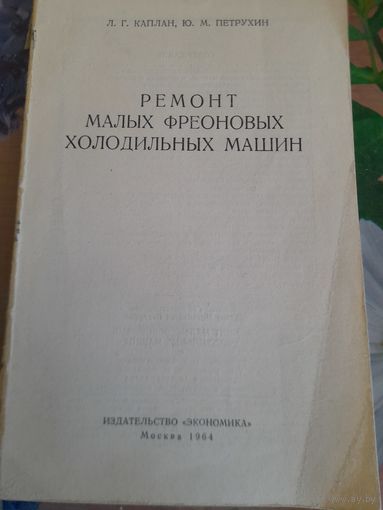 Л. Г. КАПЛАН, Ю. М. ПЕТРУХИН
РЕМОНТ
МАЛЫХ ФРЕОНОВЫХ
ХОЛОДИЛЬНЫХ МАШИН
ИЗДАТЕЛЬСТВО «ЭКОНОМИКА»
Москва 1964